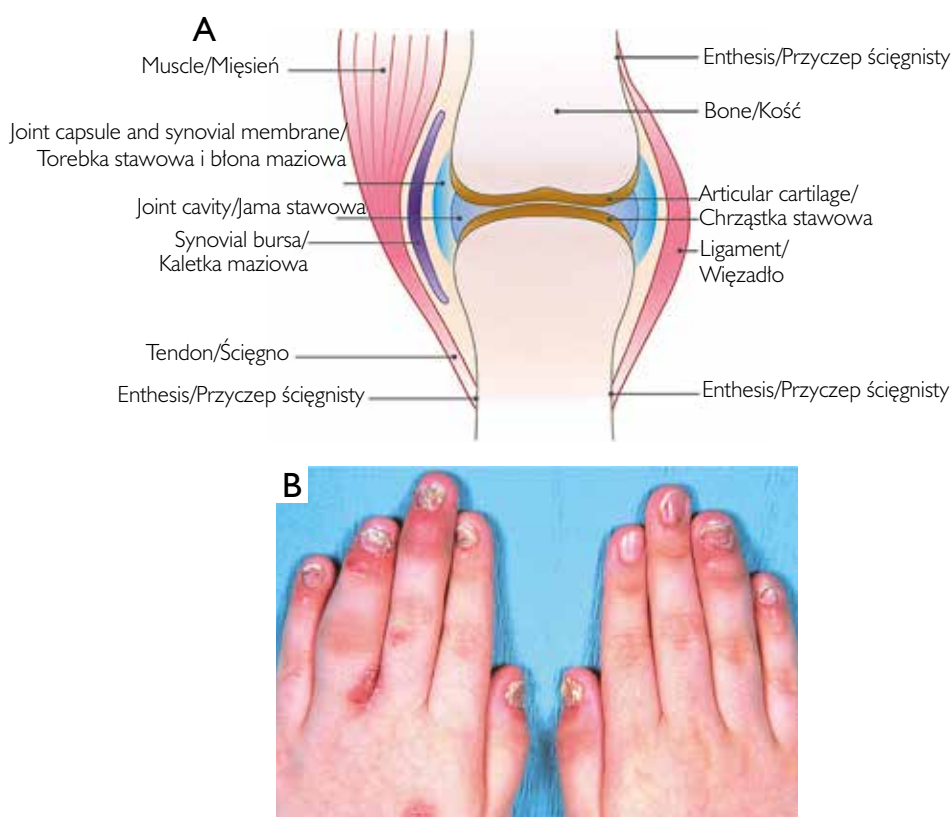 A
Muscle/Mięsień
Enthesis/Przyczep ścięgnisty
Bone/Kość
Joint capsule and synovial membrane/
Torebka stawowa i błona maziowa
Joint cavity/Jama stawowa
Synovial bursa/
Kaletka maziowa
Articular cartilage/
Chrząstka stawowa
Ligament/
Więzadło
Tendon/Ścięgno
Enthesis/Przyczep ścięgnisty
Enthesis/Przyczep ścięgnisty
B